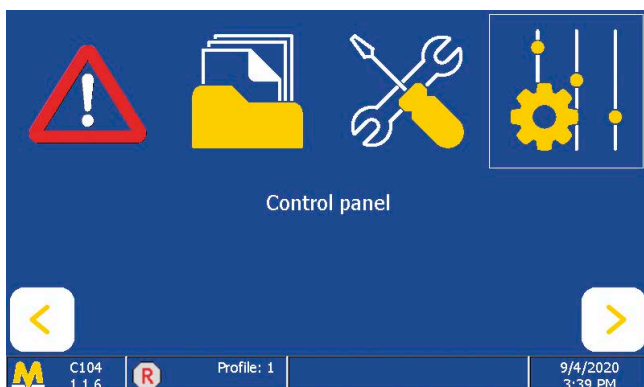 Control panel
C104
1.1.6
R
Profile: 1
9/4/2020
3:39 PM